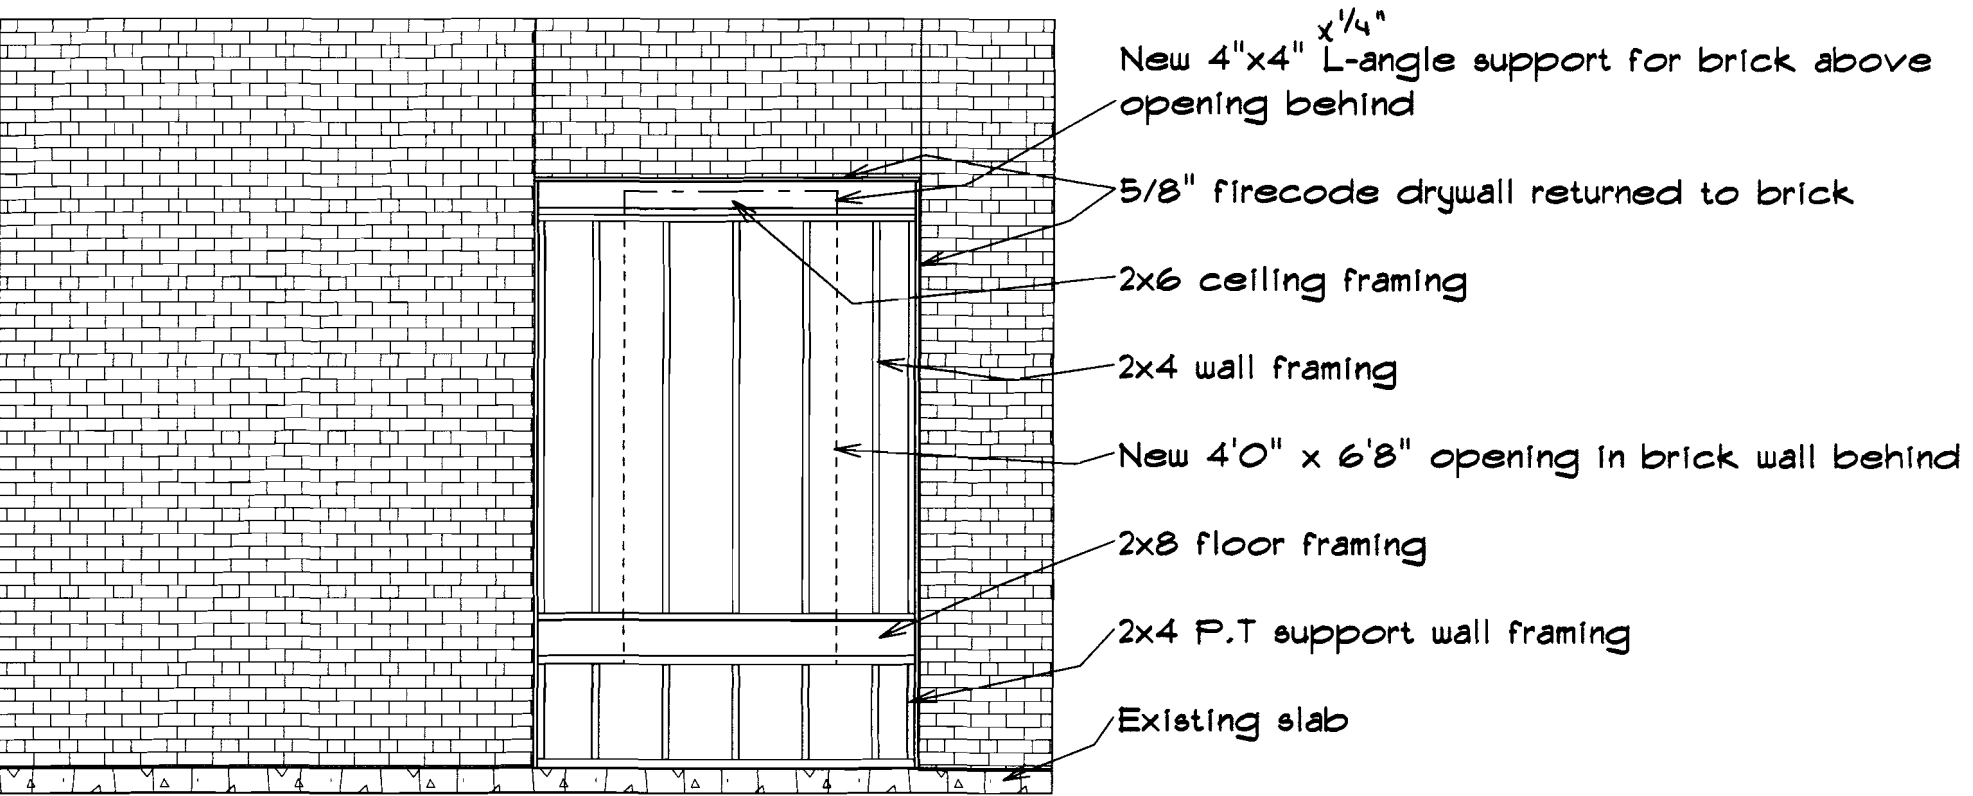 x 1/4"
New 4"x4" L-angle support for brick above
opening behind
5/8" firecode drywall returned to brick
2x6 ceiling framing
2x4 wall framing
New 4'0" x 6'8" opening in brick wall behind
2x8 floor framing
2x4 P.T support wall framing
Existing slab